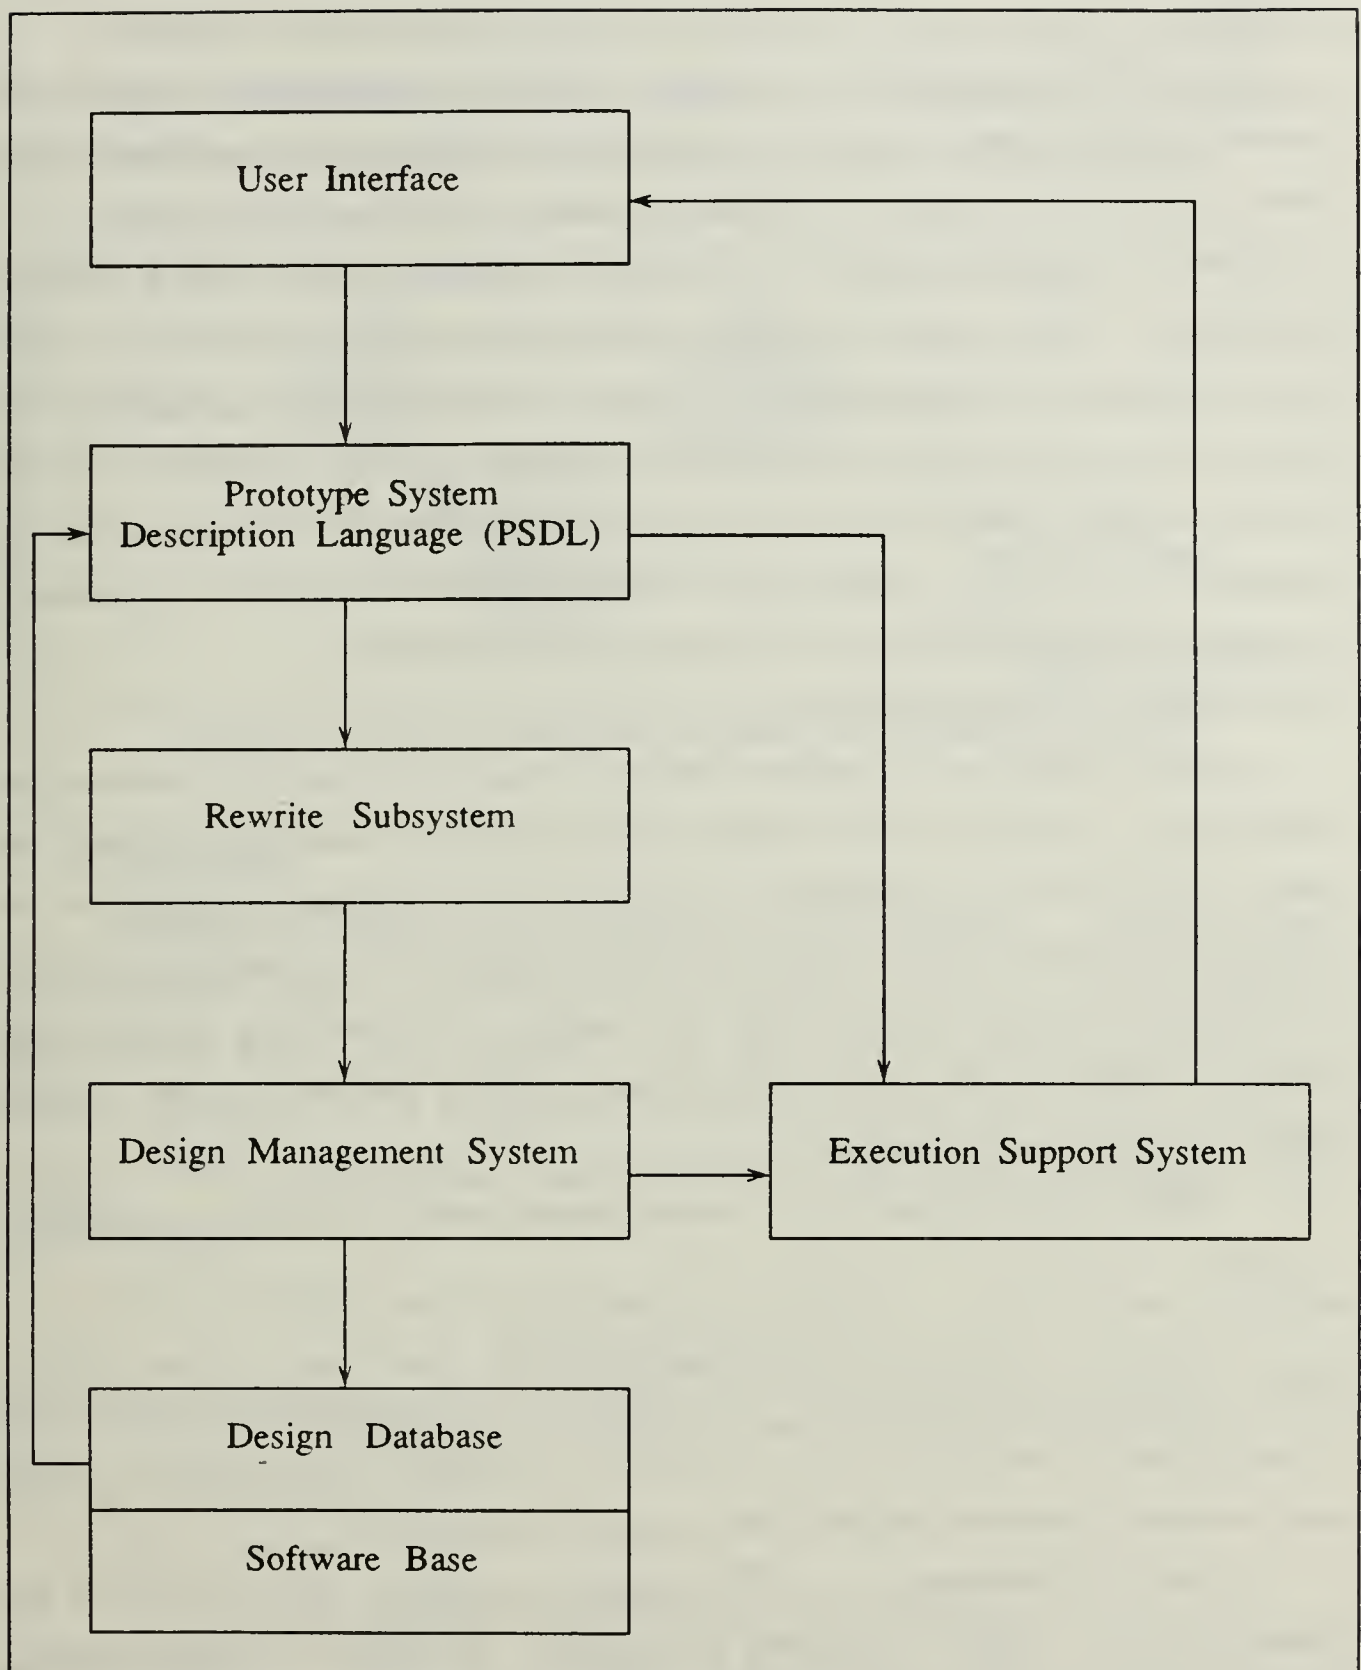 User Interface
Prototype System
Description Language (PSDL)
Rewrite Subsystem
Design Management System
Execution Support System
Design Database
Software Base